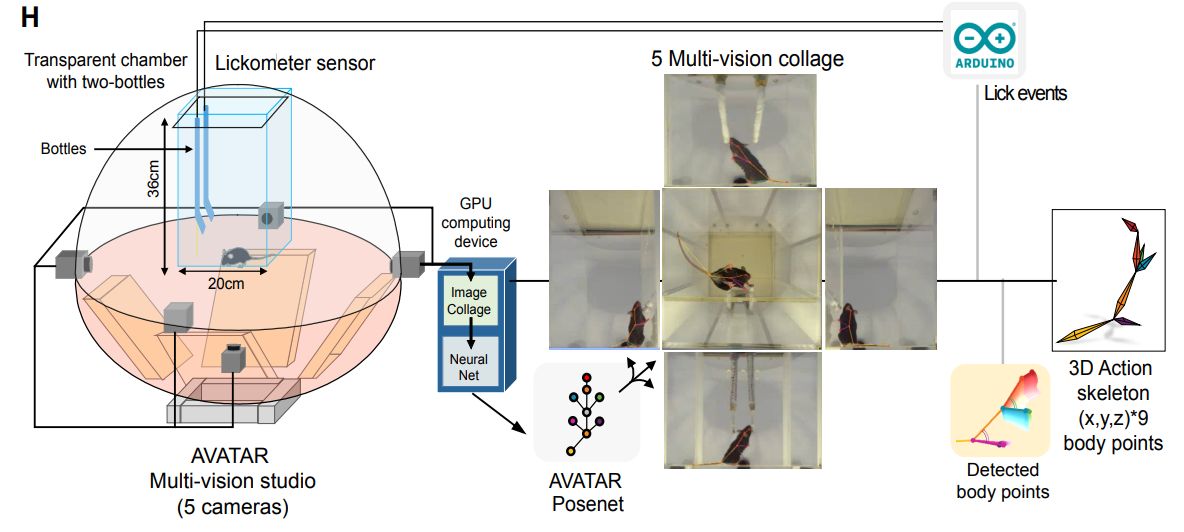 H
Transparent chamber
with two-bottles
Lickometer sensor
Bottles
36cm
20cm
AVATAR
Multi-vision studio
(5 cameras)
GPU
computing
device
Image
Collage
Neural
Net
5 Multi-vision collage
AVATAR
Posenet
ARDUINO
Lick events
Detected
body points
3D Action
skeleton
(x,y,z)*9
body points